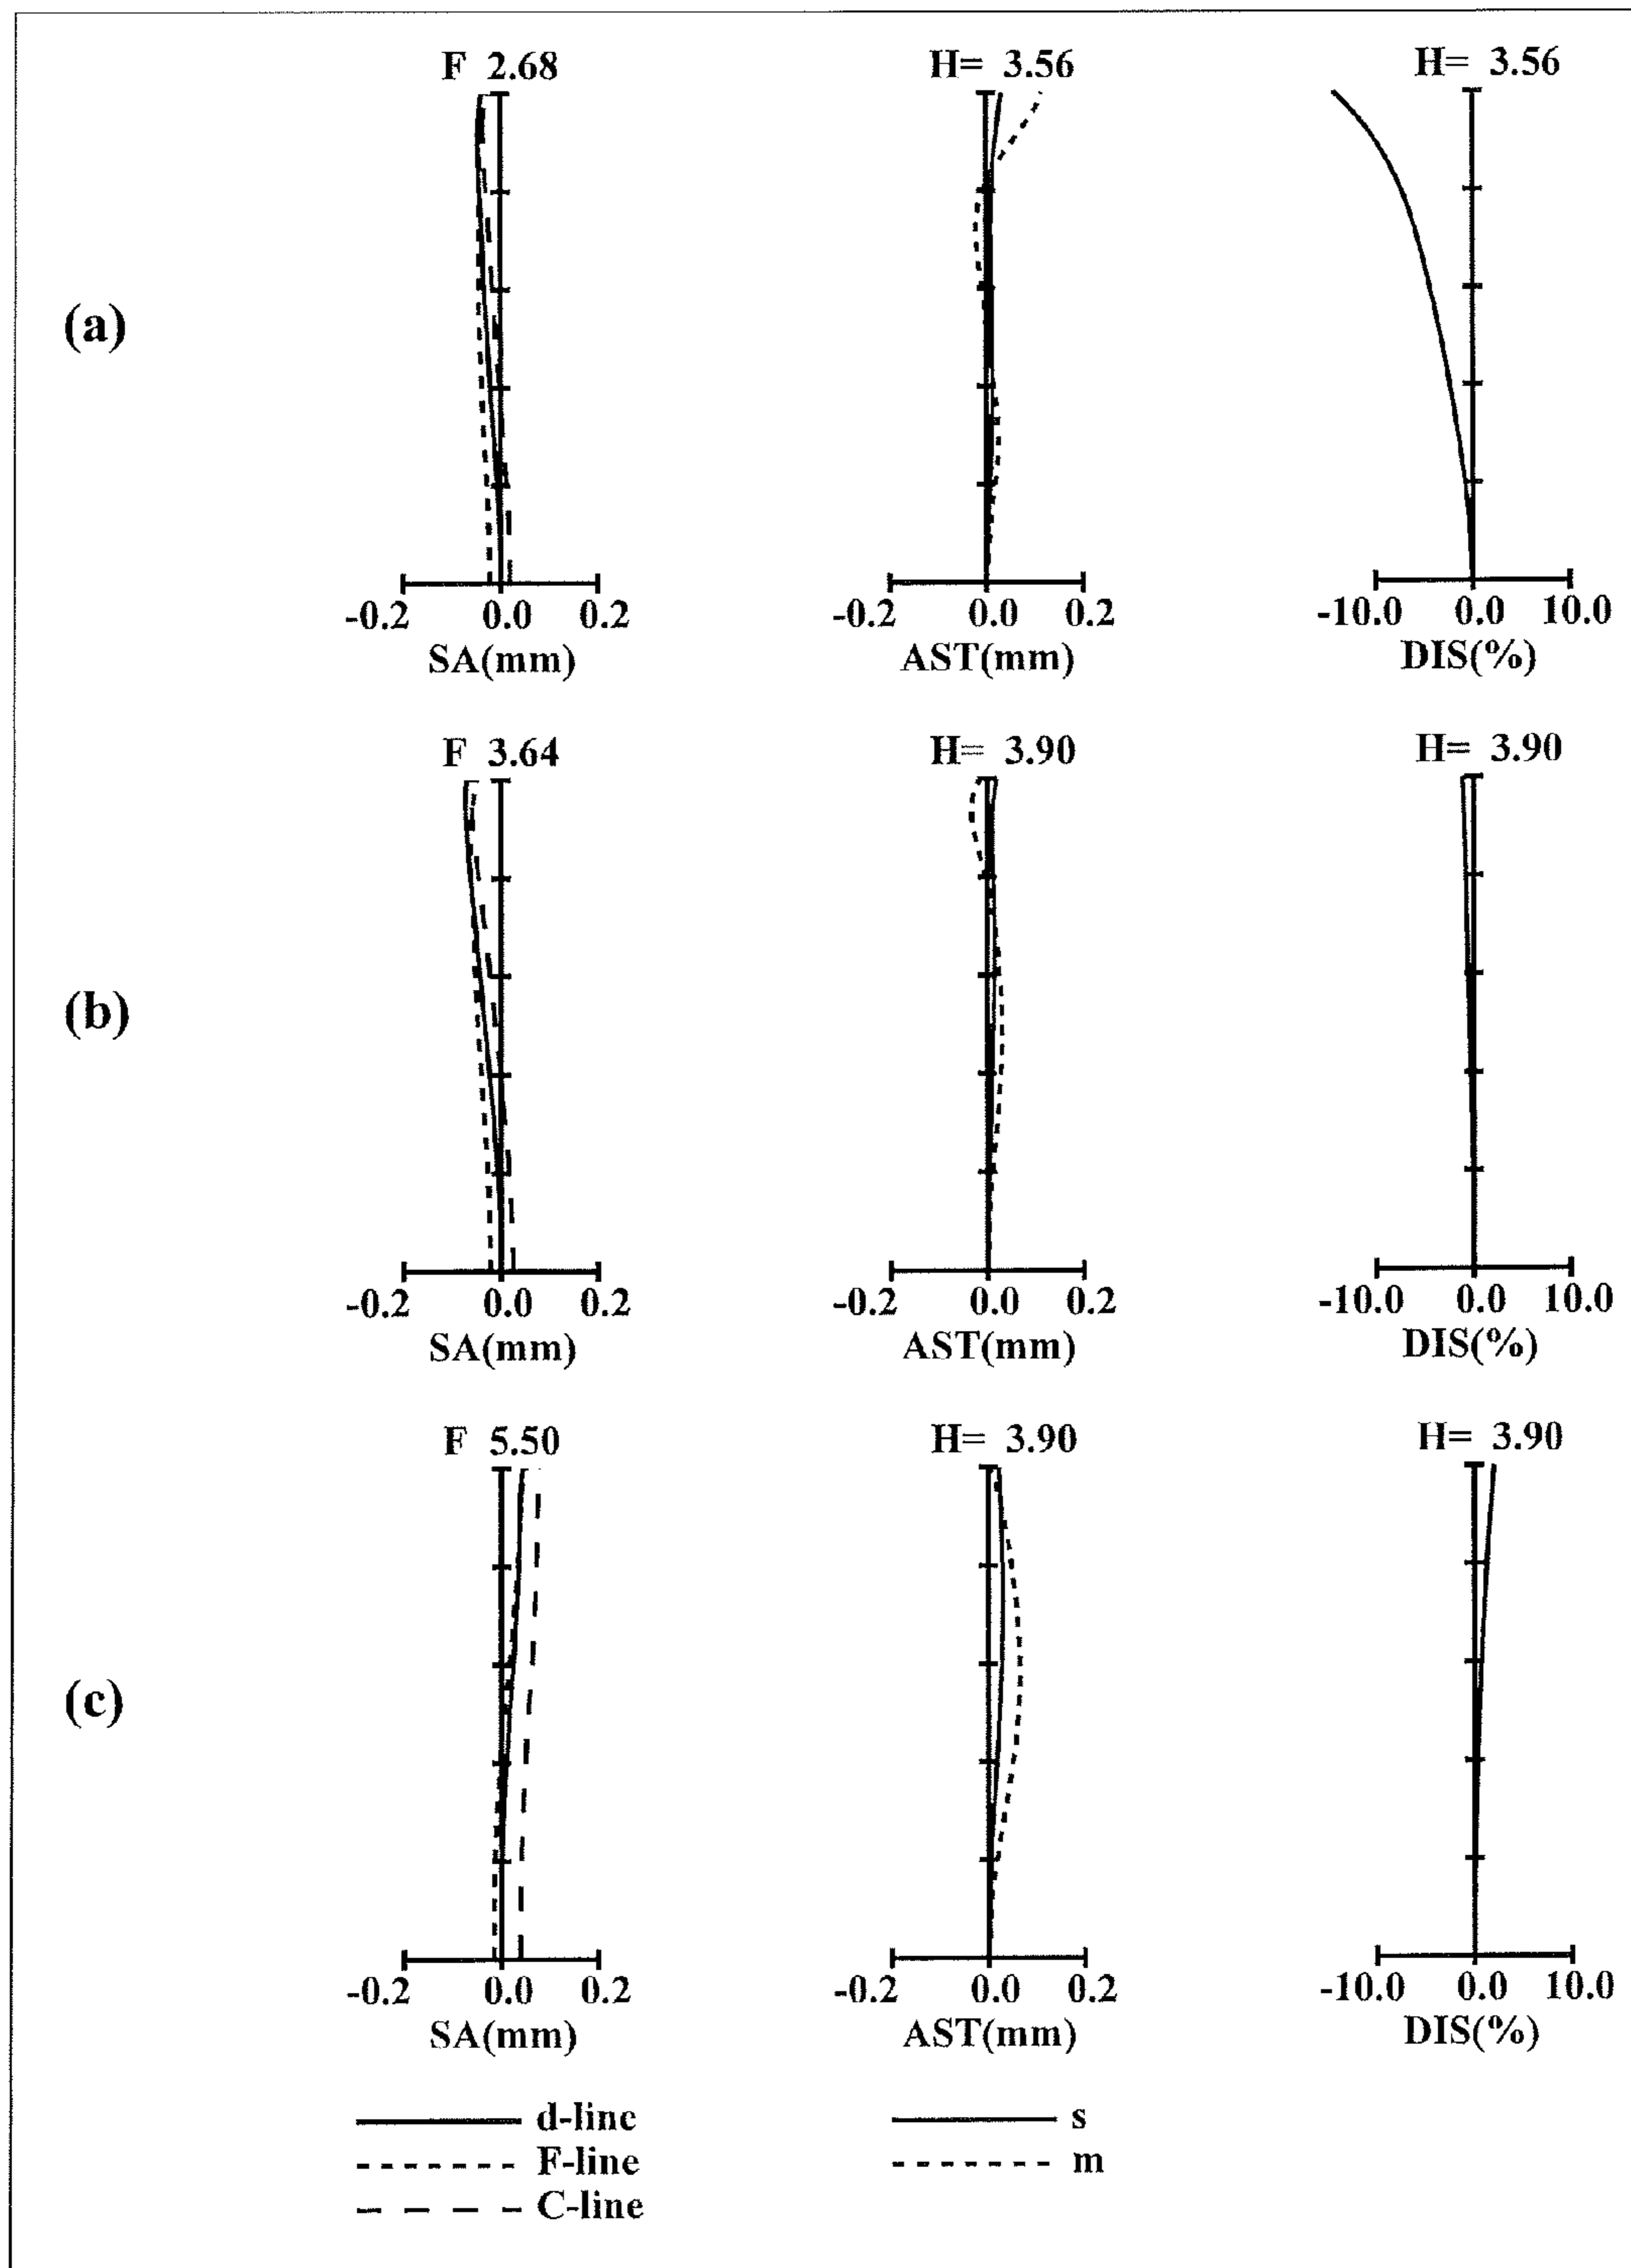 F 2.68
H= 3.56
H= 3.56
(a)
-0.2 0.0 0.2
SA(mm)
-0.2 0.0 0.2
AST(mm)
-10.0 0.0 10.0
DIS(%)
F 3.64
H= 3.90
H= 3.90
(b)
-0.2 0.0 0.2
SA(mm)
-0.2 0.0 0.2
AST(mm)
-10.0 0.0 10.0
DIS(%)
F 5.50
H= 3.90
H= 3.90
(c)
-0.2 0.0 0.2
SA(mm)
-0.2 0.0 0.2
AST(mm)
-10.0 0.0 10.0
DIS(%)
d-line
F-line
C-line
s
m